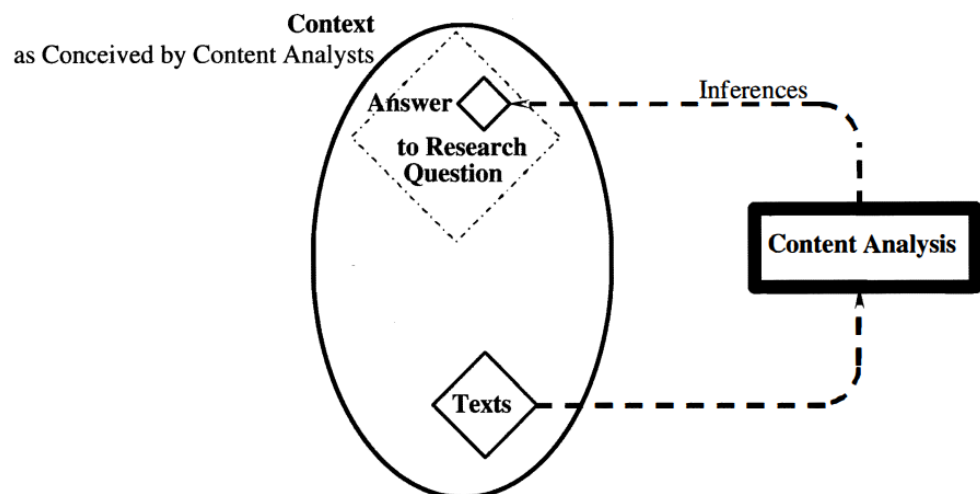 Context
as Conceived by Content Analysts
Inferences
Answer
to Research
Question
Content Analysis
Texts